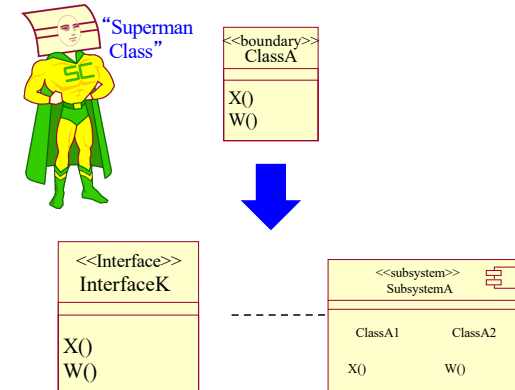 “Superman
Class”
SC
<<boundary>>
ClassA
X()
W()
<<Interface>>
InterfaceK
X()
W()
<<subsystem>>
SubsystemA
ClassA1 ClassA2
X() W()